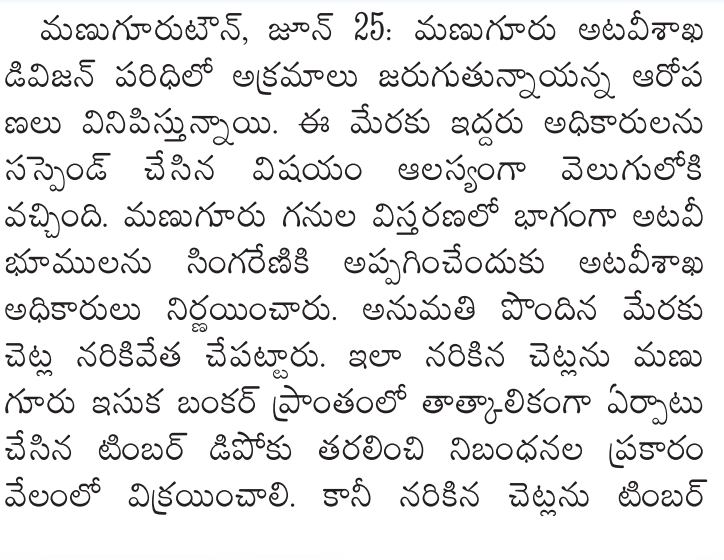 మణుగూరుటౌన్, జూన్ 25: మణుగూరు అటవీశాఖ
డివిజన్ పరిధిలో అక్రమాలు జరుగుతున్నాయన్న ఆరోప
ణలు వినిపిస్తున్నాయి. ఈ మేరకు ఇద్దరు అధికారులను
సస్పెండ్ చేసిన విషయం ఆలస్యంగా వెలుగులోకి
వచ్చింది. మణుగూరు గనుల విస్తరణలో భాగంగా అటవీ
భూములను సింగరేణికి అప్పగించేందుకు అటవీశాఖ
అధికారులు నిర్ణయించారు. అనుమతి పొందిన మేరకు
చెట్ల నరికివేత చేపట్టారు. ఇలా నరికిన చెట్లను మణు
గూరు ఇసుక బంకర్ ప్రాంతంలో తాత్కాలికంగా ఏర్పాటు
చేసిన టింబర్ డిపోకు తరలించి నిబంధనల ప్రకారం
వేలంలో విక్రయించాలి. కానీ నరికిన చెట్లను టింబర్